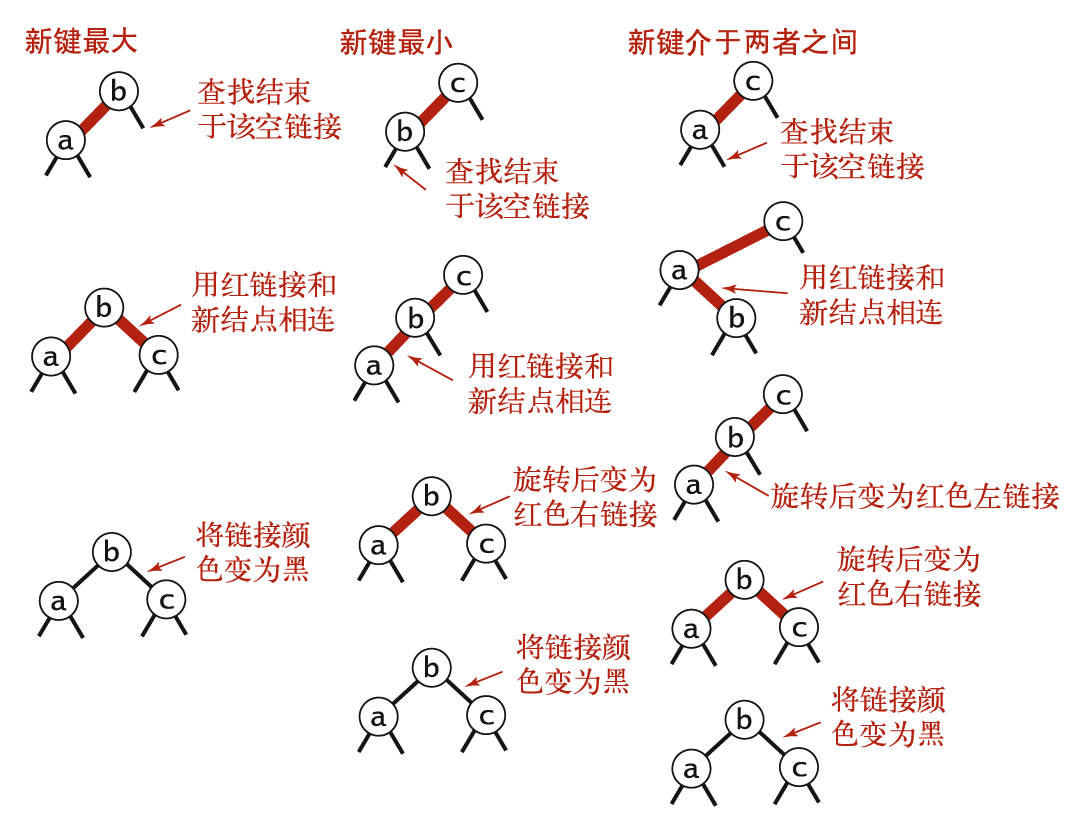 新键最大
b
a
查找结束
于该空链接
b
a
c
用红链接和
新结点相连
b
a
c
将链接颜
色变为黑
新键最小
c
b
查找结束
于该空链接
c
b
a
用红链接和
新结点相连
b
a
c
旋转后变为
红色右链接
b
a
c
将链接颜
色变为黑
新键介于两者之间
c
a
查找结束
于该空链接
c
a
b
用红链接和
新结点相连
c
b
a
旋转后变为红色左链接
b
a
c
旋转后变为
红色右链接
b
a
c
将链接颜
色变为黑